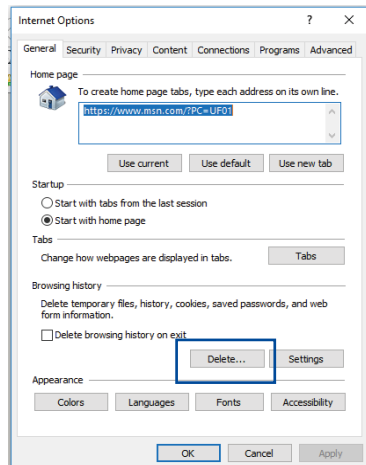 Internet Options ? X
General Security Privacy Content Connections Programs Advanced
Home page
To create home page tabs, type each address on its own line.
https://www.msn.com/?PC=UF01
Use current Use default Use new tab
Startup
Start with tabs from the last session
Start with home page
Tabs
Change how webpages are displayed in tabs. Tabs
Browsing history
Delete temporary files, history, cookies, saved passwords, and web
form information.
Delete browsing history on exit
Delete... Settings
Appearance
Colors Languages Fonts Accessibility
OK Cancel Apply